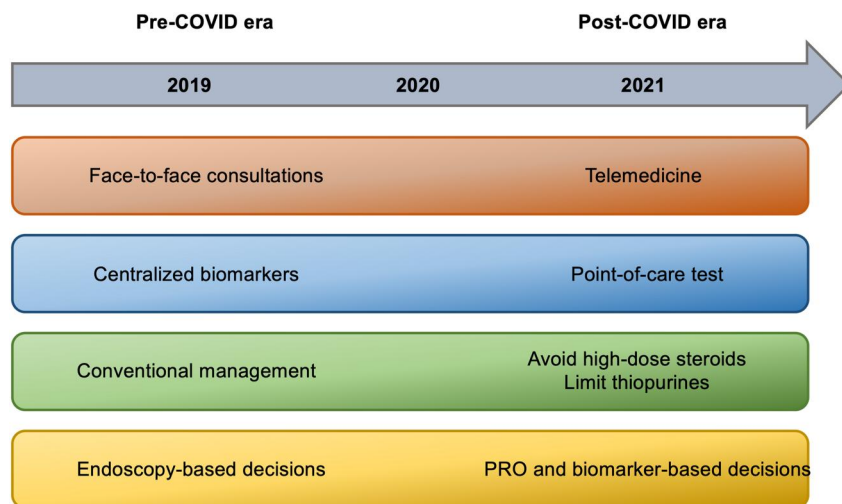 Pre-COVID era Post-COVID era
2019 2020 2021
Face-to-face consultations Telemedicine
Centralized biomarkers Point-of-care test
Conventional management Avoid high-dose steroids
Limit thiopurines
Endoscopy-based decisions PRO and biomarker-based decisions